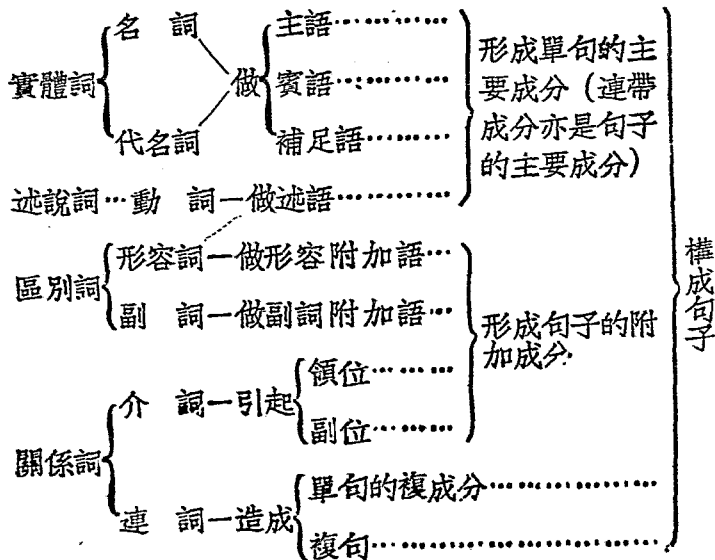 名 詞
主語………
實體詞
做
賓語………
代名詞
補足語………
形成單句的主
要成分（連帶
成分亦是句子
的主要成分）
述說詞…動 詞—做述語………
區別詞
形容詞—做形容附加語…
副 詞—做副詞附加語…
形成句子的附
加成分
關係詞
介 詞—引起
領位………
副位………
連 詞—造成
單句的複成分………………
複句………………
構成句子